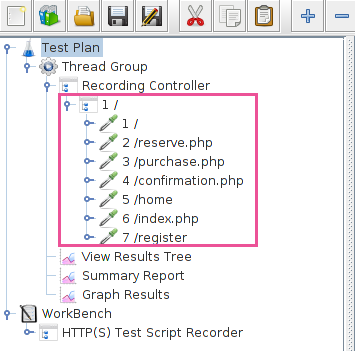 Test Plan
Thread Group
Recording Controller
1 /
1 /
2 /reserve.php
3 /purchase.php
4 /confirmation.php
5 /home
6 /index.php
7 /register
View Results Tree
Summary Report
Graph Results
WorkBench
HTTP(S) Test Script Recorder